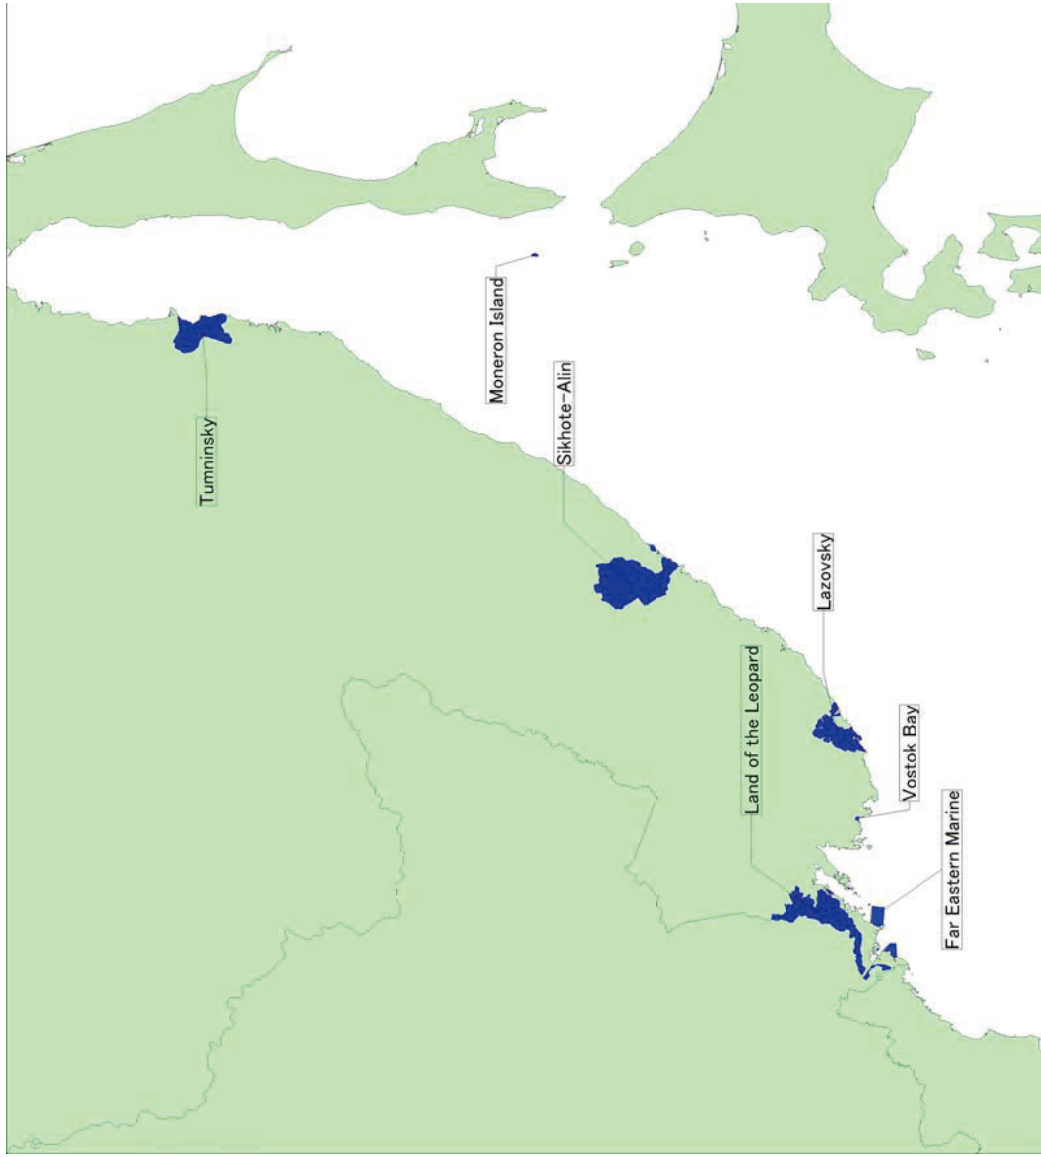 Tumninsky
Moneron Island
Sikhote-Alin
Lazovsky
Land of the Leopard
Vostok Bay
Far Eastern Marine